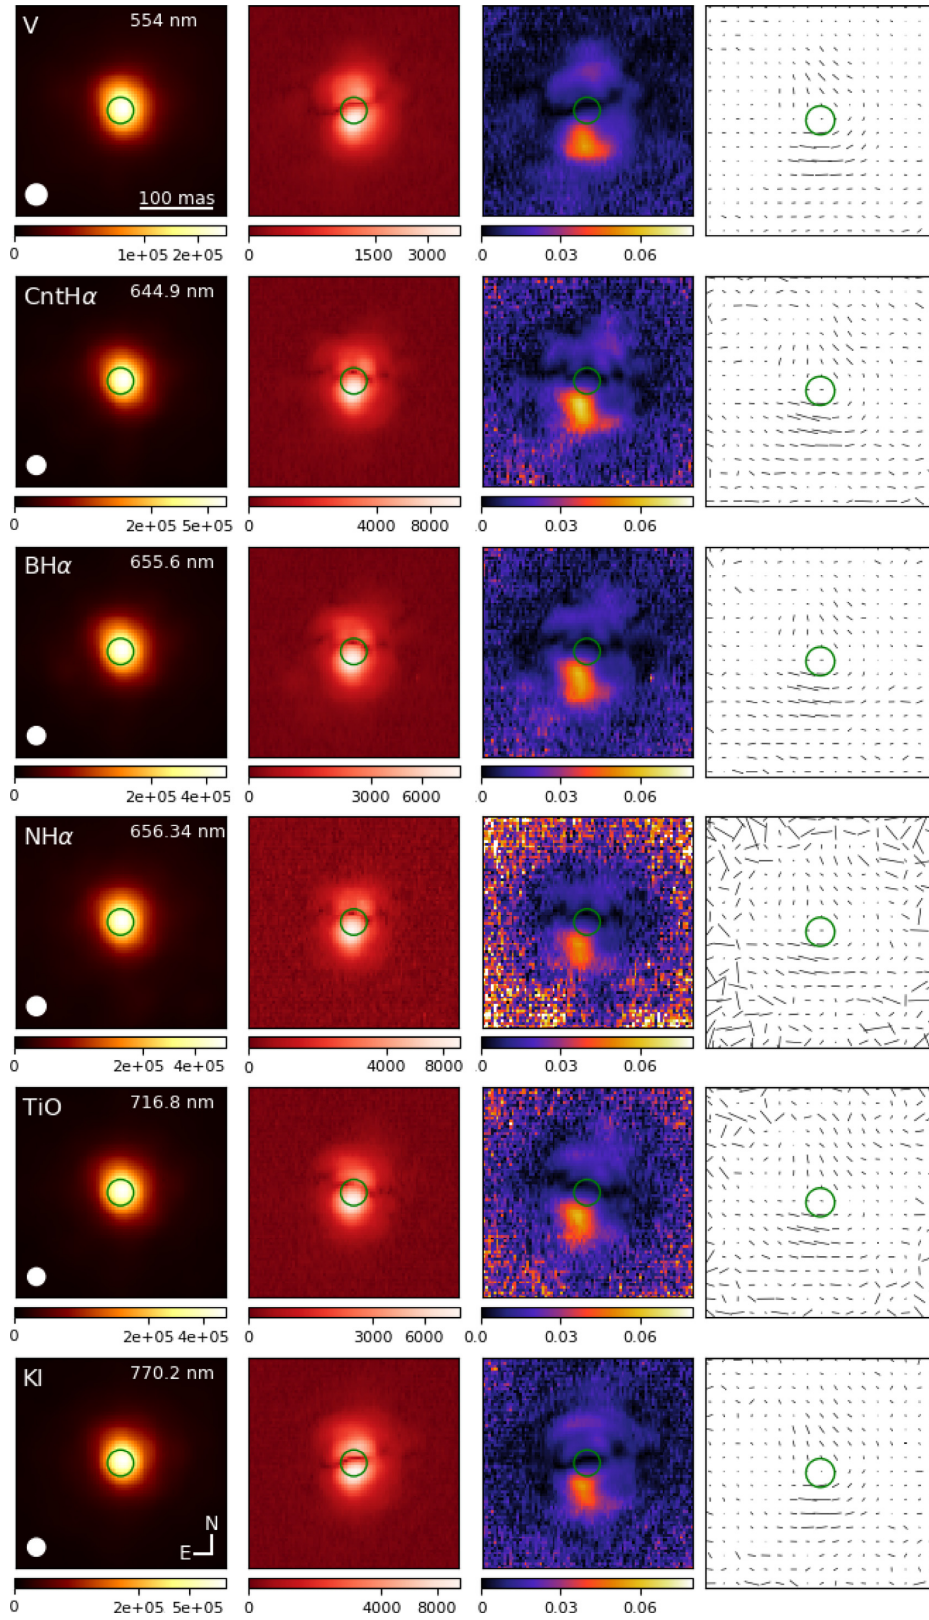 V 554 nm
100 mas
0 1e+05 2e+05 0 1500 3000 .0 0.03 0.06
CntHα 644.9 nm
0 2e+05 5e+05 0 4000 8000 .0 0.03 0.06
BHα 655.6 nm
0 2e+05 4e+05 0 3000 6000 .0 0.03 0.06
NHα 656.34 nm
0 2e+05 4e+05 0 4000 8000 .0 0.03 0.06
TiO 716.8 nm
0 2e+05 4e+05 0 3000 6000 0.0 0.03 0.06
KI 770.2 nm
N
E
0 2e+05 5e+05 0 4000 8000 .0 0.03 0.06